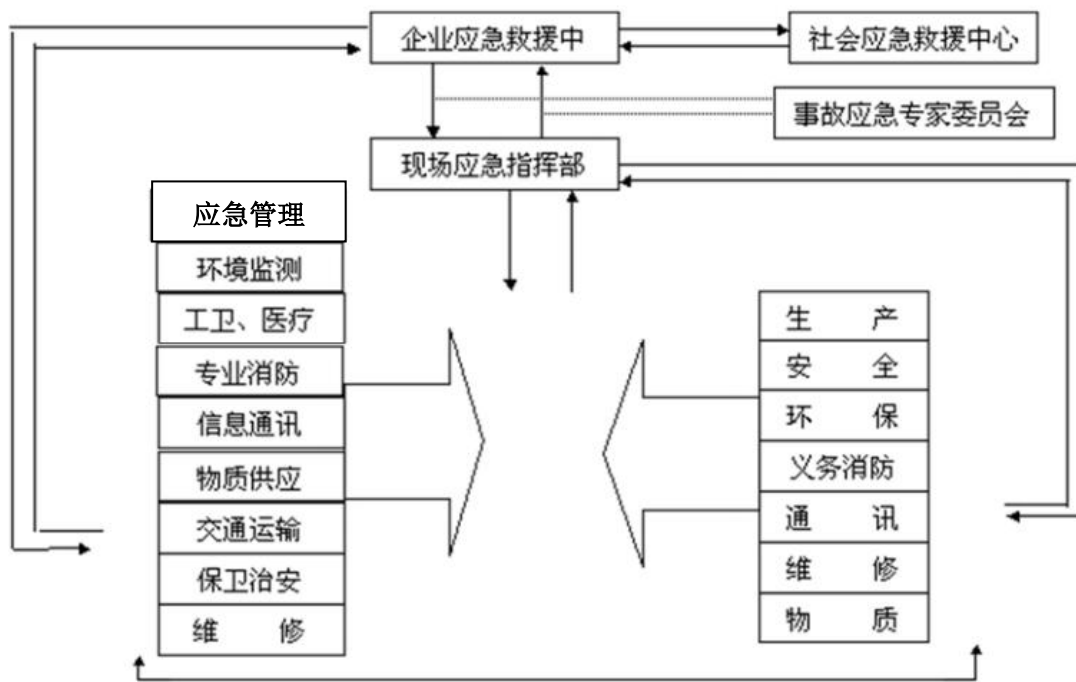 企业应急救援中
社会应急救援中心
事故应急专家委员会
现场应急指挥部
应急管理
环境监测
工卫、医疗
专业消防
信息通讯
物质供应
交通运输
保卫治安
维 修
生 产
安 全
环 保
义务消防
通 讯
维 修
物 质